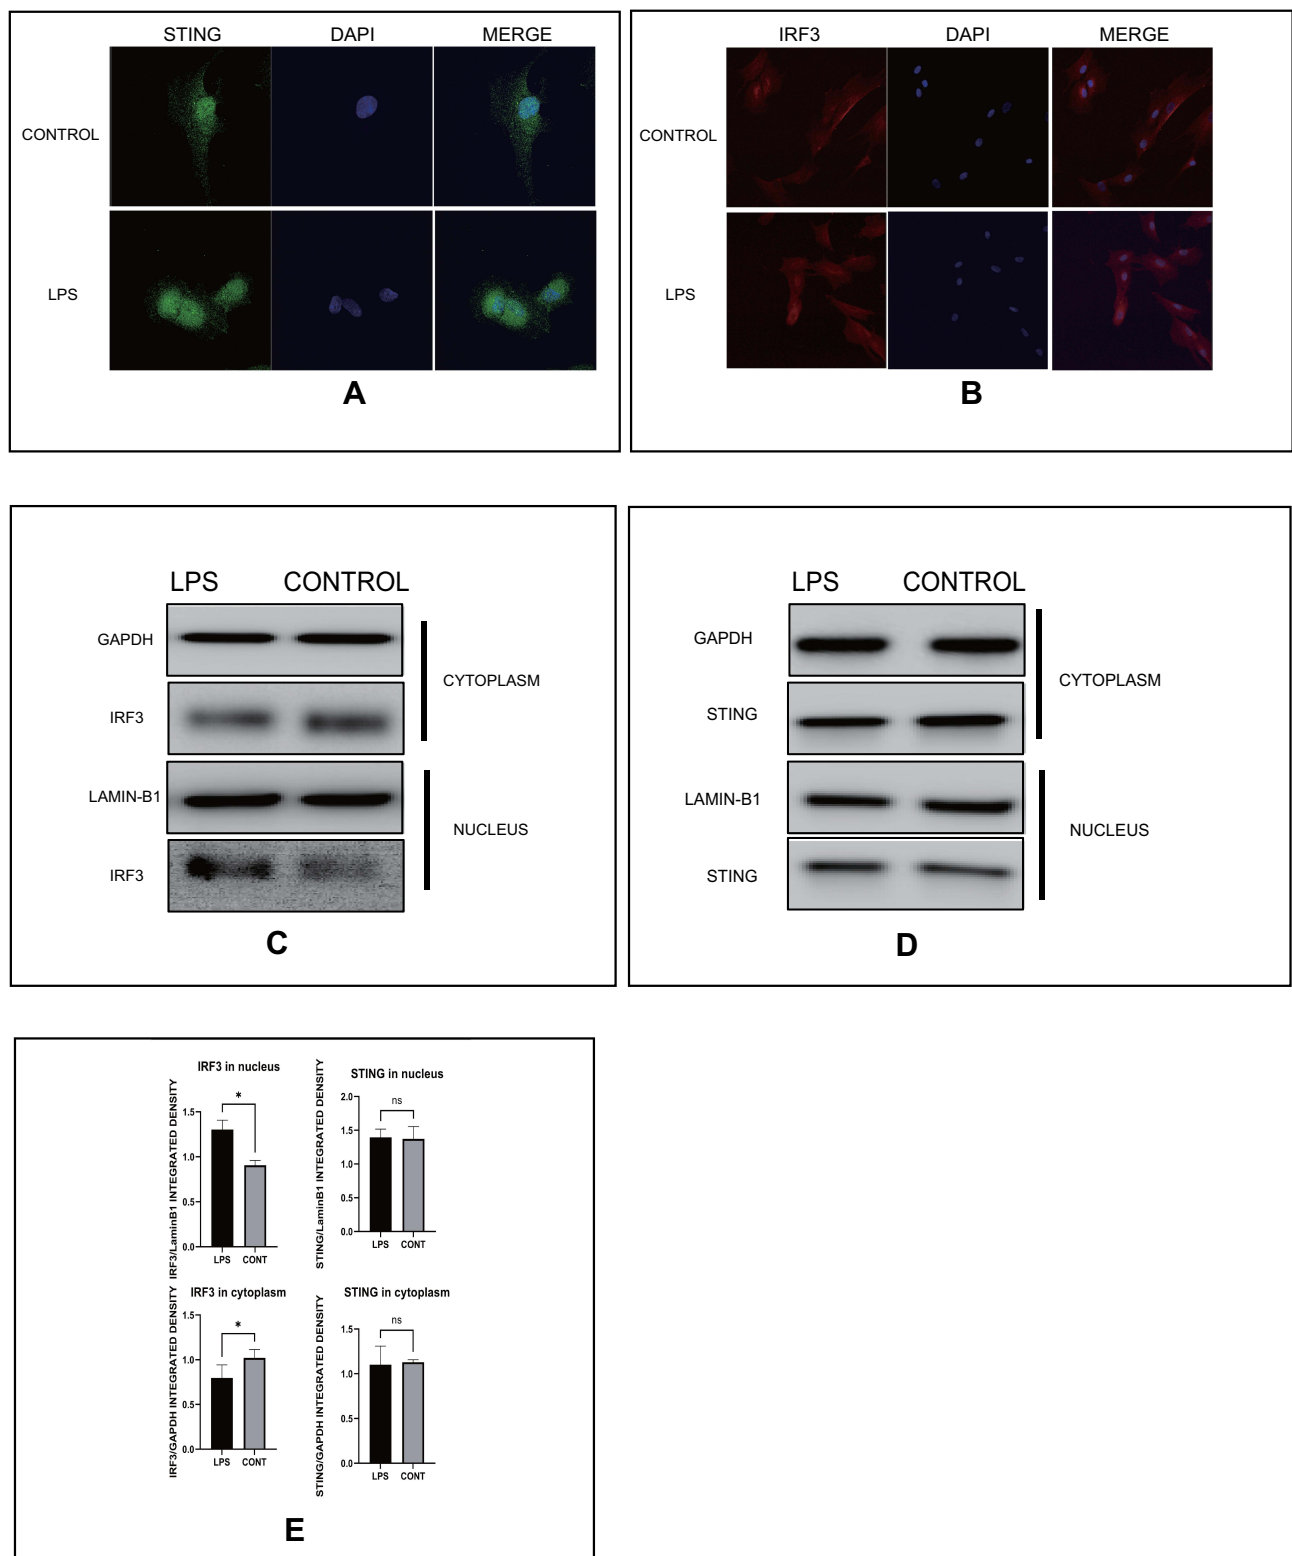 STING DAPI MERGE
CONTROL
LPS
A
IRF3 DAPI MERGE
CONTROL
LPS
B
LPS CONTROL
GAPDH
CYTOPLASM
IRF3
LAMIN-B1
NUCLEUS
IRF3
C
LPS CONTROL
GAPDH
CYTOPLASM
STING
LAMIN-B1
NUCLEUS
STING
D
IRF3 in nucleus
IRF3/LaminB1 INTEGRATED DENSITY
*
1.5
1.0
0.5
0.0
LPS CONT
STING in nucleus
STING/LaminB1 INTEGRATED DENSITY
ns
2.0
1.5
1.0
0.5
0.0
LPS CONT
IRF3 in cytoplasm
IRF3/GAPDH INTEGRATED DENSITY
*
1.5
1.0
0.5
0.0
LPS CONT
STING in cytoplasm
STING/GAPDH INTEGRATED DENSITY
ns
1.5
1.0
0.5
0.0
LPS CONT
E